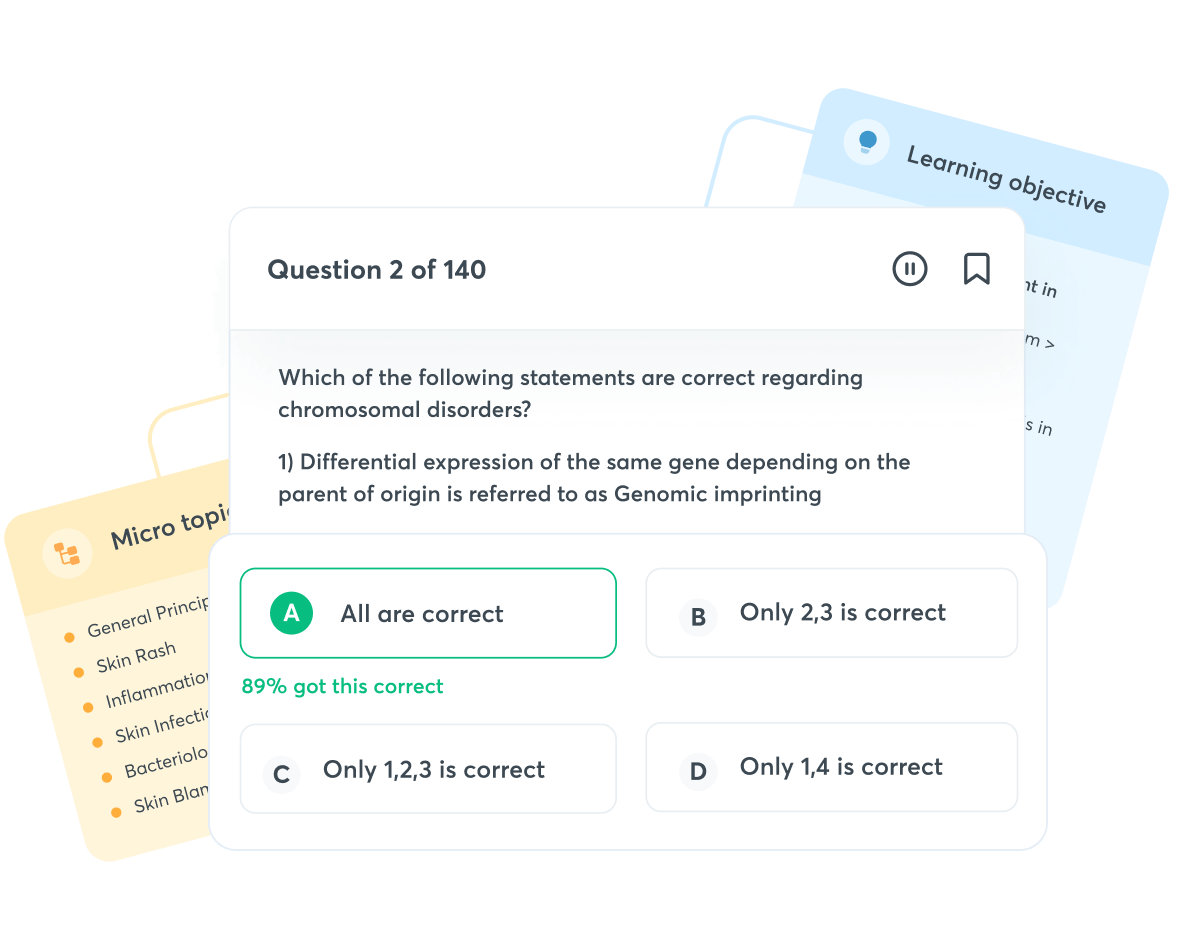 Learning objective
nt in
m >
s in
Question 2 of 140
Which of the following statements are correct regarding
chromosomal disorders?
1) Differential expression of the same gene depending on the
parent of origin is referred to as Genomic imprinting
Micro topic
General Princip
Skin Rash
Inflammation
Skin Infectio
Bacteriolo
Skin Blan
A All are correct
B Only 2,3 is correct
89% got this correct
C Only 1,2,3 is correct
D Only 1,4 is correct